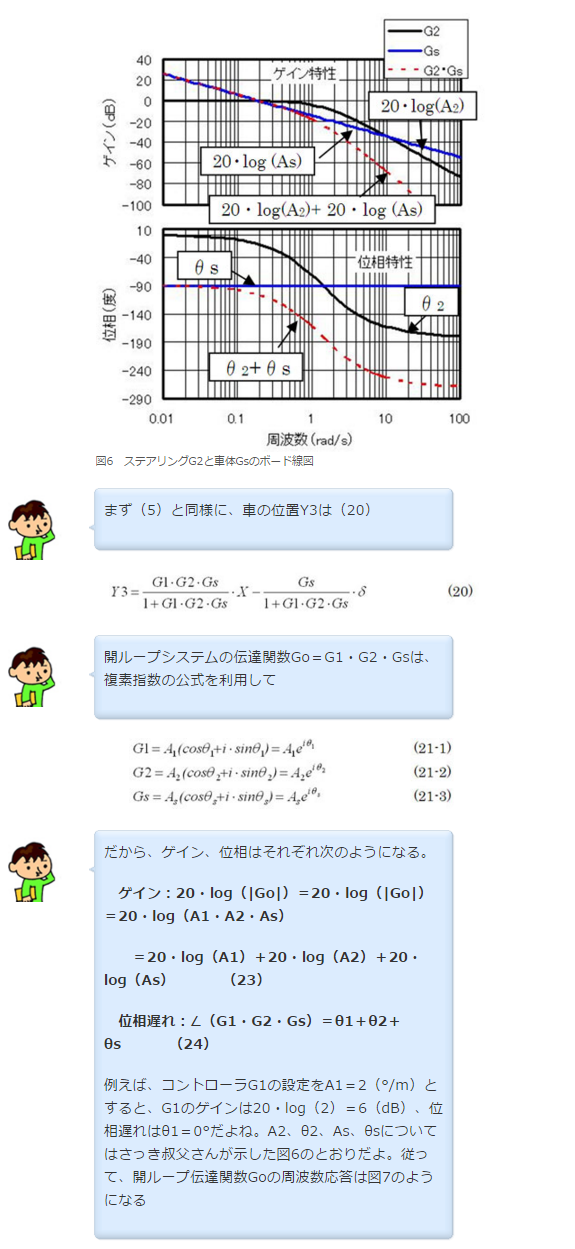 G2
Gs
G2・Gs
ゲイン特性
40
20
0
-20
-40
-60
-80
-100
ゲイン(dB)
20・log(A2)
20・log (As)
20・log(A2)+ 20・log (As)
10
-40
-90
-140
-190
-240
-290
位相(度)
位相特性
θs
θ2
θ2+θs
0.01 0.1 1 10 100
周波数(rad/s)
図6 ステアリングG2と車体Gsのボード線図
まず（5）と同様に、車の位置Y3は（20）
Y3 = G1·G2·Gs / 1+G1·G2·Gs · X − Gs / 1+G1·G2·Gs · δ (20)
開ループシステムの伝達関数Go＝G1・G2・Gsは、
複素指数の公式を利用して
G1 = A₁(cosθ₁+i·sinθ₁) = A₁e^{iθ₁} (21-1)
G2 = A₂(cosθ₂+i·sinθ₂) = A₂e^{iθ₂} (21-2)
Gs = Aₛ(cosθₛ+i·sinθₛ) = Aₛe^{iθₛ} (21-3)
だから、ゲイン、位相はそれぞれ次のようになる。
ゲイン：20・log（|Go|）＝20・log（|Go|）
＝20・log（A1・A2・As）
＝20・log（A1）＋20・log（A2）＋20・
log（As） （23）
位相遅れ：∠（G1・G2・Gs）＝θ1＋θ2＋
θs （24）
例えば、コントローラG1の設定をA1＝2（°/m）と
すると、G1のゲインは20・log（2）＝6（dB）、位
相遅れはθ1＝0°だよね。A2、θ2、As、θsについて
はさっき叔父さんが示した図6のとおりだよ。従っ
て、開ループ伝達関数Goの周波数応答は図7のよう
になる